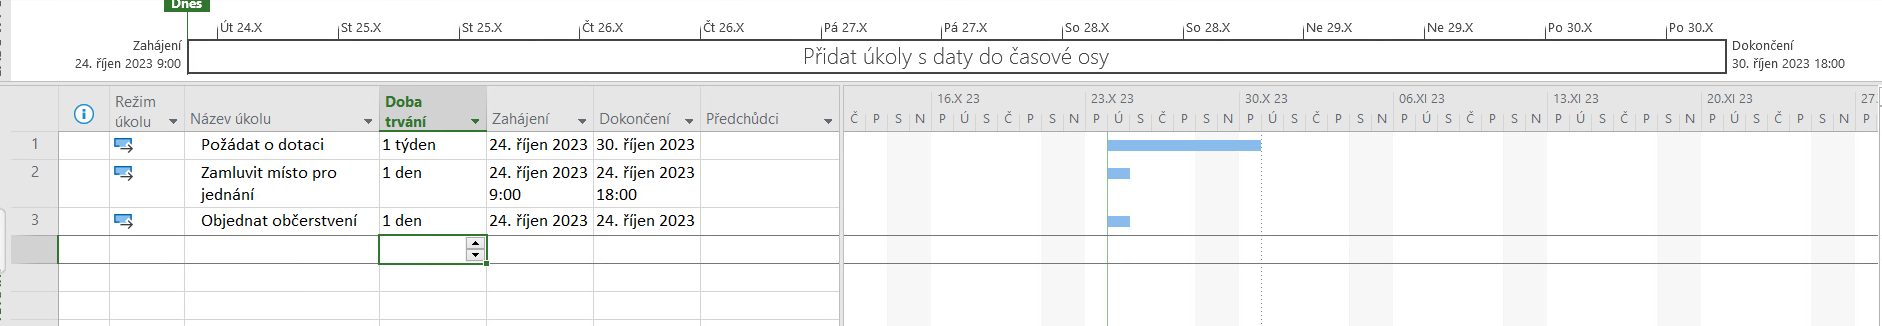 Dnes
Út 24.X St 25.X St 25.X Čt 26.X Čt 26.X Pá 27.X Pá 27.X So 28.X So 28.X Ne 29.X Ne 29.X Po 30.X Po 30.X
Zahájení
24. říjen 2023 9:00
Přidat úkoly s daty do časové osy
Dokončení
30. říjen 2023 18:00
Režim úkolu Název úkolu Doba trvání Zahájení Dokončení Předchůdci
16.X 23 23.X 23 30.X 23 06.XI 23 13.XI 23 20.XI 23 27.
Č P S N P Ú S Č P S N P Ú S Č P S N P Ú S Č P S N P Ú S Č P S N P Ú S Č P S N P Ú S Č P S N P
1 Požádat o dotaci 1 týden 24. říjen 2023 30. říjen 2023
2 Zamluvit místo pro jednání 1 den 24. říjen 2023 9:00 24. říjen 2023 18:00
3 Objednat občerstvení 1 den 24. říjen 2023 24. říjen 2023